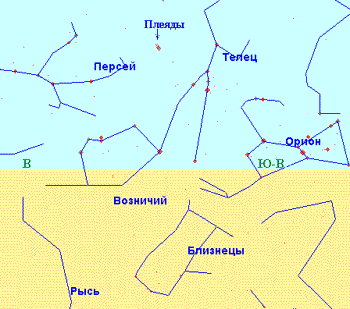 Плеяды
Персей
Телец
Орион
В
Ю-В
Возничий
Близнецы
Рысь